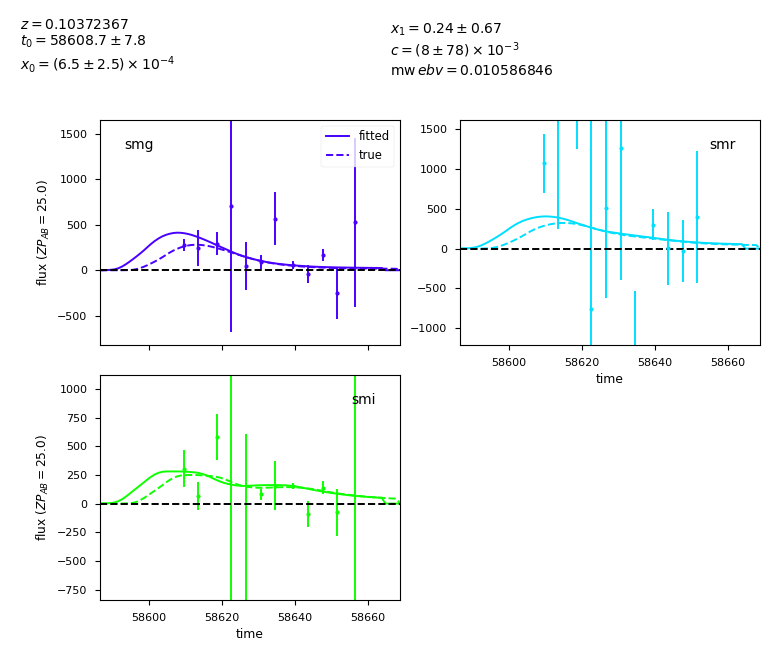 z = 0.10372367
t₀ = 58608.7 ± 7.8
x₀ = (6.5 ± 2.5) × 10⁻⁴
x₁ = 0.24 ± 0.67
c = (8 ± 78) × 10⁻³
mw ebv = 0.010586846
smg
fitted
true
1500
1000
500
0
−500
flux (ZP_AB = 25.0)
smr
1500
1000
500
0
−500
−1000
58600 58620 58640 58660
time
smi
1000
750
500
250
0
−250
−500
−750
flux (ZP_AB = 25.0)
58600 58620 58640 58660
time